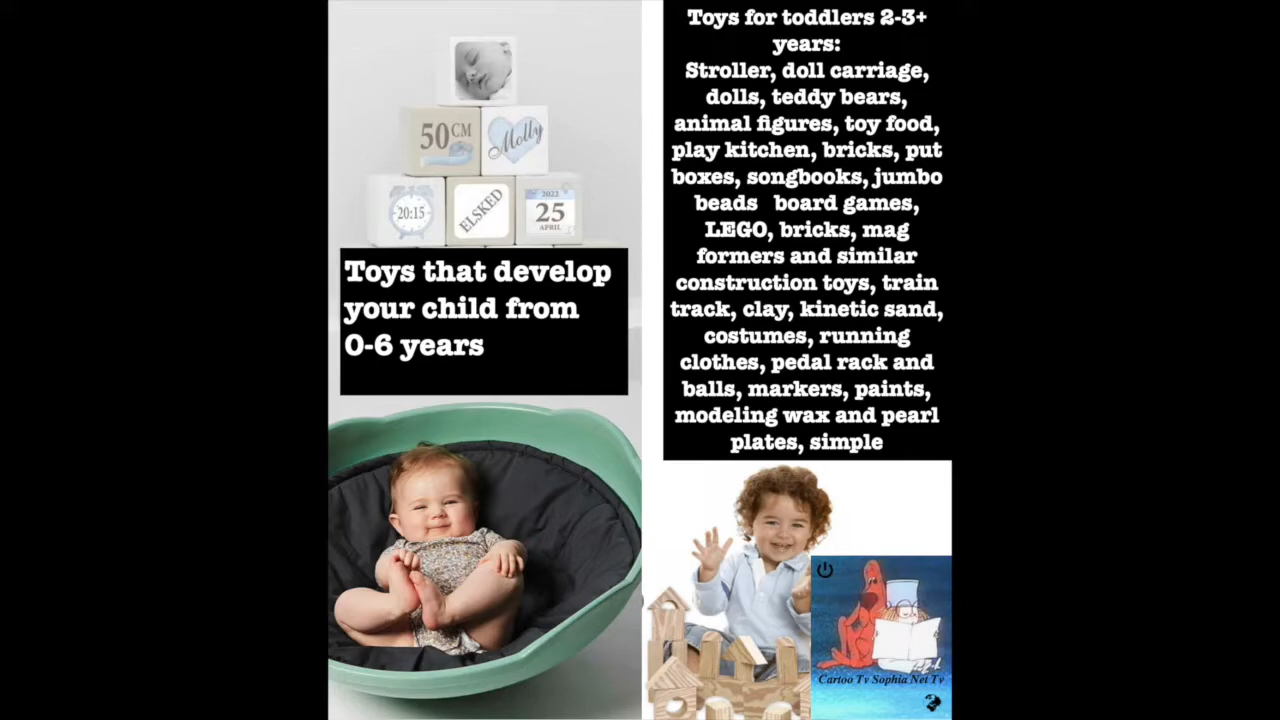 50CM
Molly
20:15
ELSKED
2022
25
APRIL
Toys that develop
your child from
0-6 years
Toys for toddlers 2-3+
years:
Stroller, doll carriage,
dolls, teddy bears,
animal figures, toy food,
play kitchen, bricks, put
boxes, songbooks, jumbo
beads board games,
LEGO, bricks, mag
formers and similar
construction toys, train
track, clay, kinetic sand,
costumes, running
clothes, pedal rack and
balls, markers, paints,
modeling wax and pearl
plates, simple
Cartoo Tv Sophia Net Tv